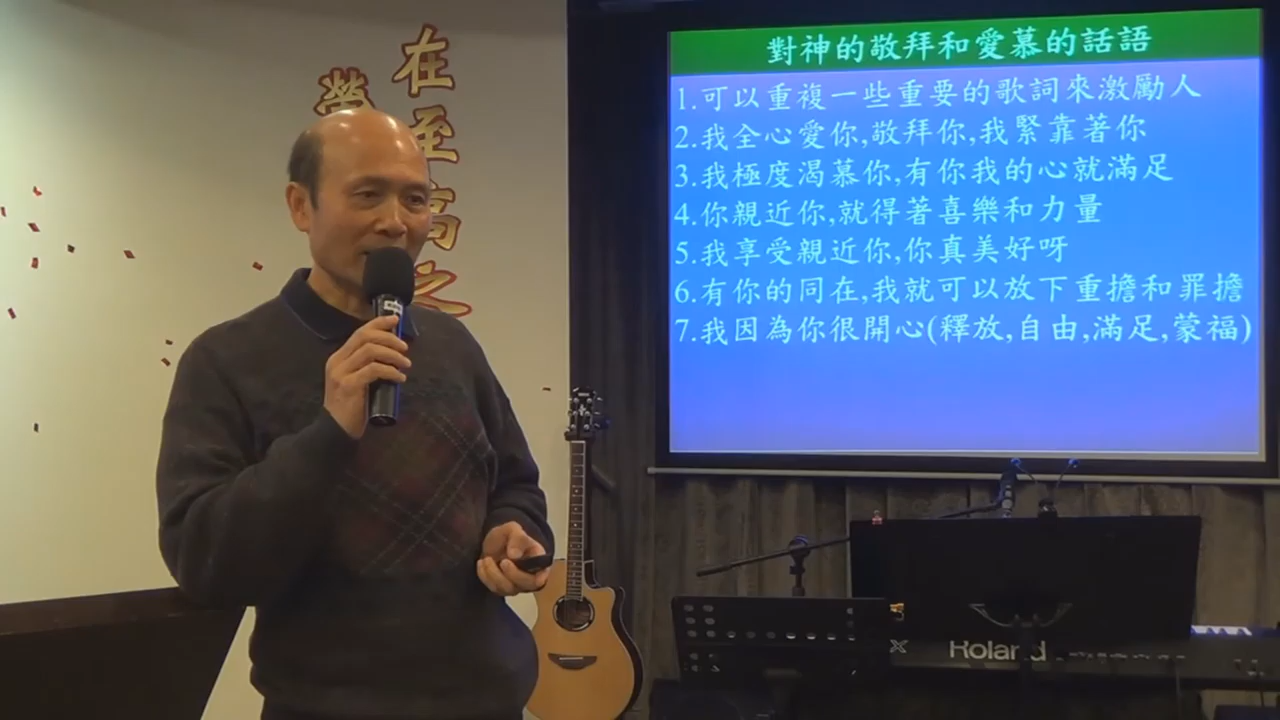 在至高之
榮
對神的敬拜和愛慕的話語
1.可以重複一些重要的歌詞來激勵人
2.我全心愛你,敬拜你,我緊靠著你
3.我極度渴慕你,有你我的心就滿足
4.你親近你,就得著喜樂和力量
5.我享受親近你,你真美好呀
6.有你的同在,我就可以放下重擔和罪擔
7.我因為你很開心(釋放,自由,滿足,蒙福)
Roland